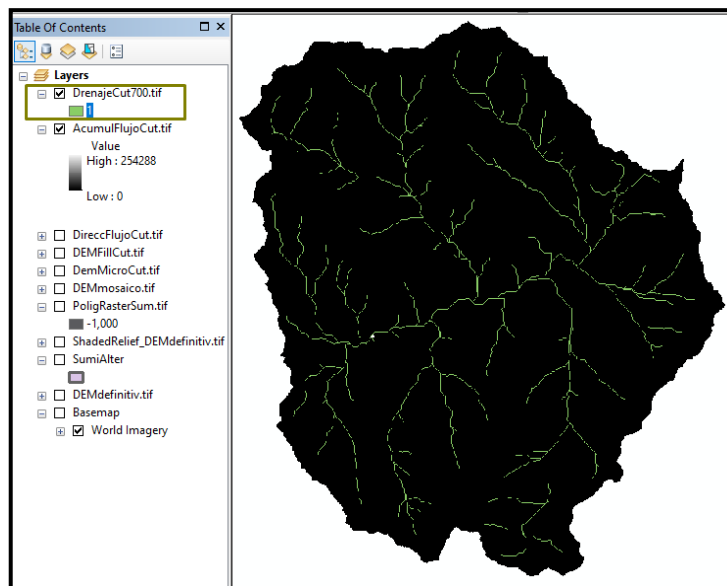 Table Of Contents
Layers
DrenajeCut700.tif
1
AcumulFlujoCut.tif
Value
High : 254288
Low : 0
DireccFlujoCut.tif
DEMFillCut.tif
DemMicroCut.tif
DEMmosaico.tif
PoligRasterSum.tif
-1,000
ShadedRelief_DEMdefinitiv.tif
SumiAlter
DEMdefinitiv.tif
Basemap
World Imagery